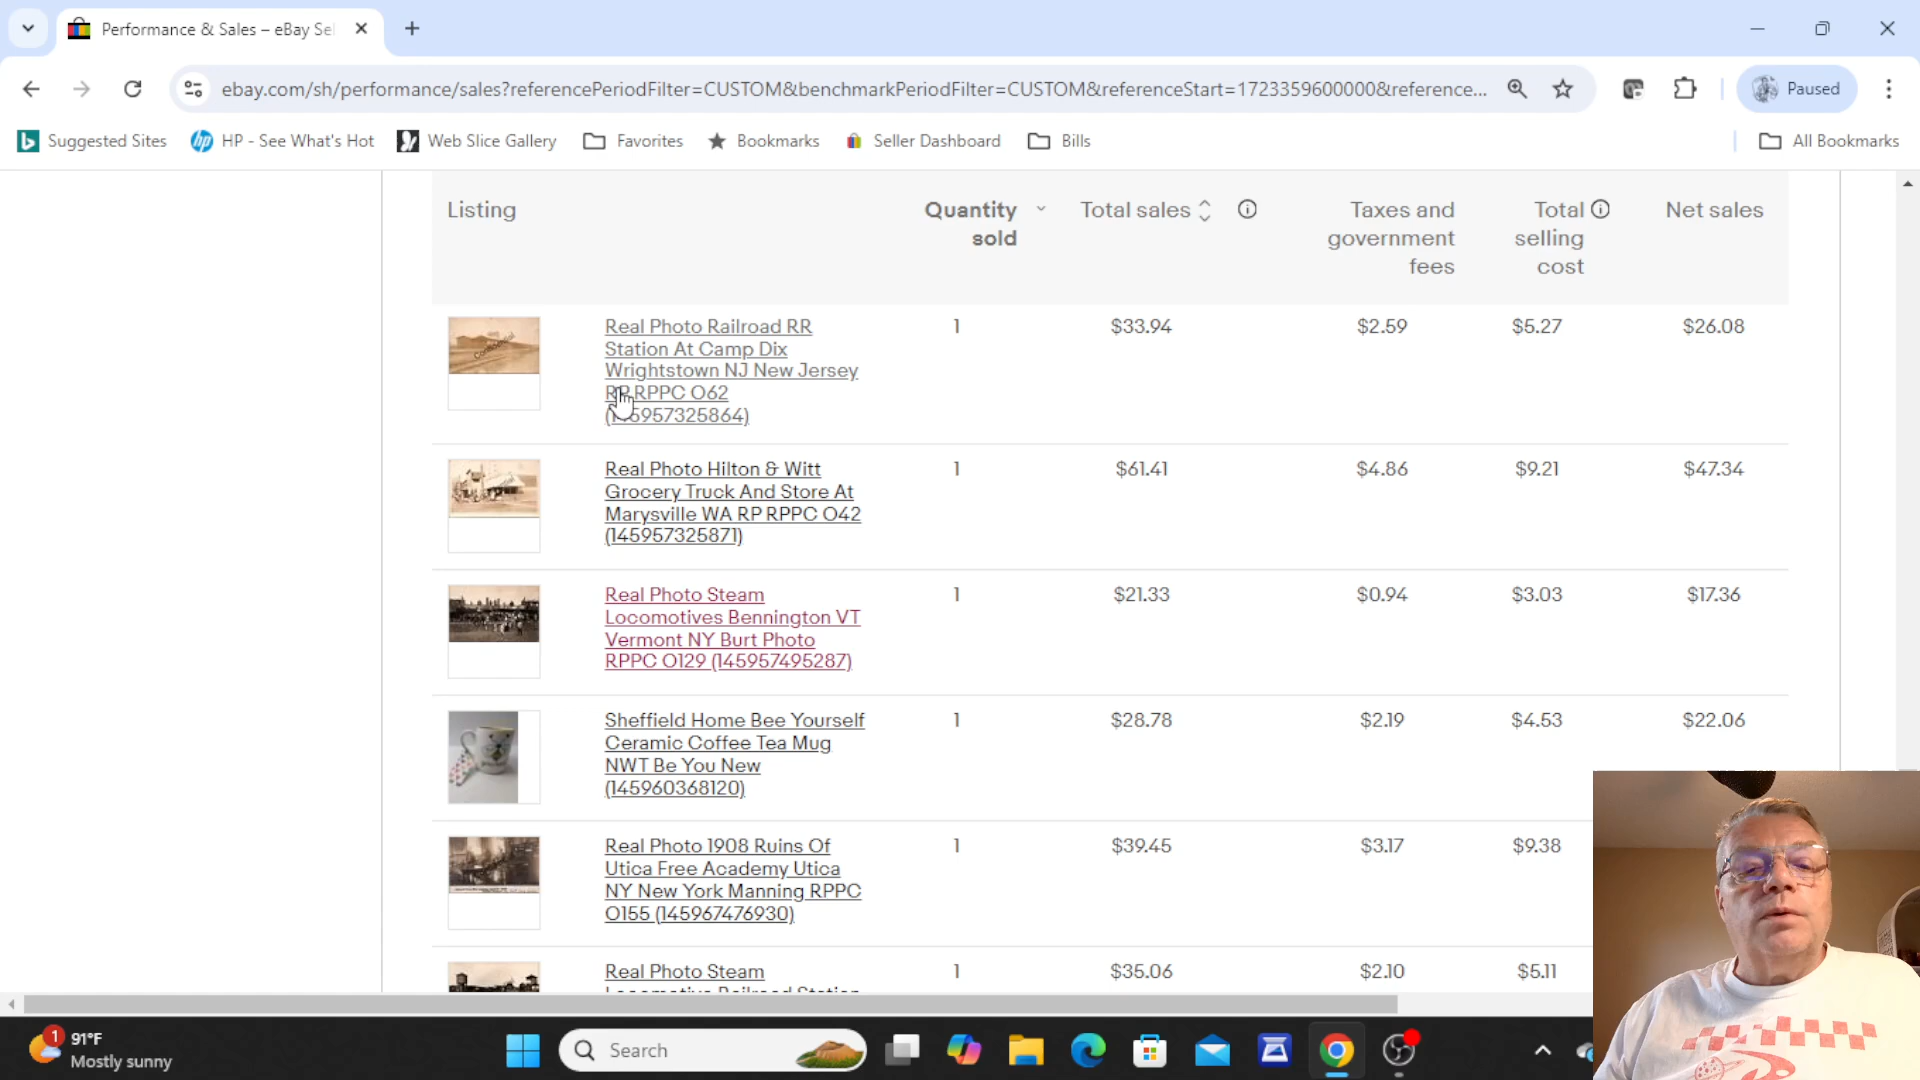 Performance & Sales – eBay Sel
ebay.com/sh/performance/sales?referencePeriodFilter=CUSTOM&benchmarkPeriodFilter=CUSTOM&referenceStart=1723359600000&reference...
Paused
Suggested Sites
HP - See What's Hot
Web Slice Gallery
Favorites
Bookmarks
Seller Dashboard
Bills
All Bookmarks
Listing
Quantity sold
Total sales
Taxes and government fees
Total selling cost
Net sales
Real Photo Railroad RR
Station At Camp Dix
Wrightstown NJ New Jersey
RP RPPC O62
(145957325864)
1
$33.94
$2.59
$5.27
$26.08
Real Photo Hilton & Witt
Grocery Truck And Store At
Marysville WA RP RPPC O42
(145957325871)
1
$61.41
$4.86
$9.21
$47.34
Real Photo Steam
Locomotives Bennington VT
Vermont NY Burt Photo
RPPC O129 (145957495287)
1
$21.33
$0.94
$3.03
$17.36
Sheffield Home Bee Yourself
Ceramic Coffee Tea Mug
NWT Be You New
(145960368120)
1
$28.78
$2.19
$4.53
$22.06
Real Photo 1908 Ruins Of
Utica Free Academy Utica
NY New York Manning RPPC
O155 (145967476930)
1
$39.45
$3.17
$9.38
Real Photo Steam
Locomotive Railroad Station
1
$35.06
$2.10
$5.11
1
91°F
Mostly sunny
Search